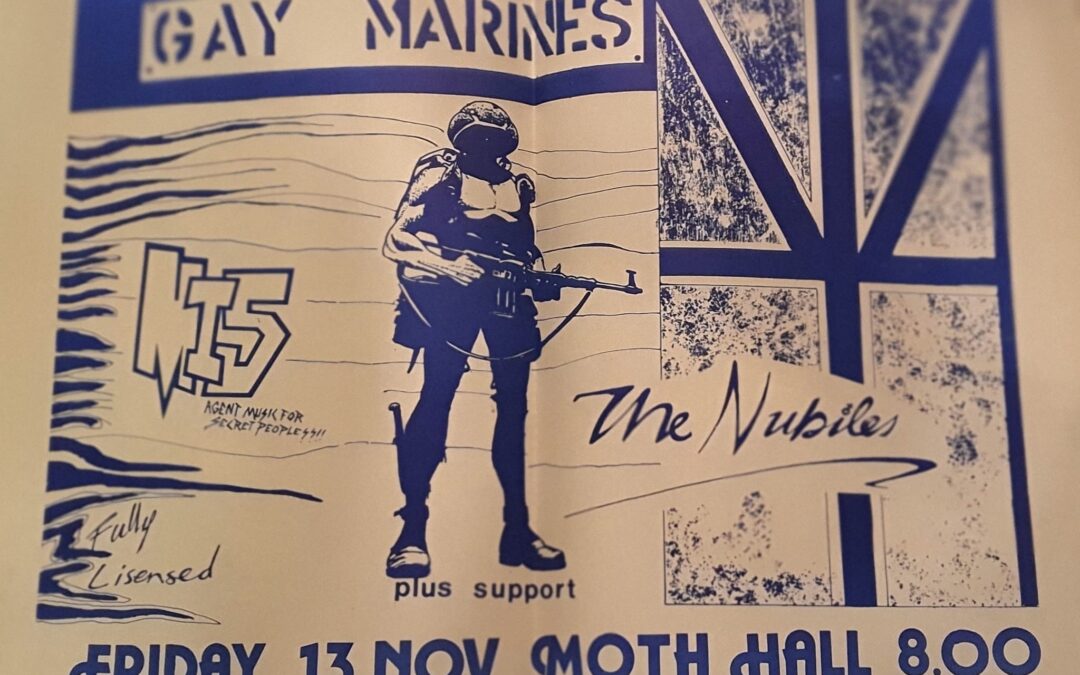 GAY MARINES
MI5
AGENT MUSIC FOR
SECRET PEOPLESS!!
The Nubiles
Fully
Lisensed
plus support
FRIDAY 13 NOV MOTH HALL 8.00